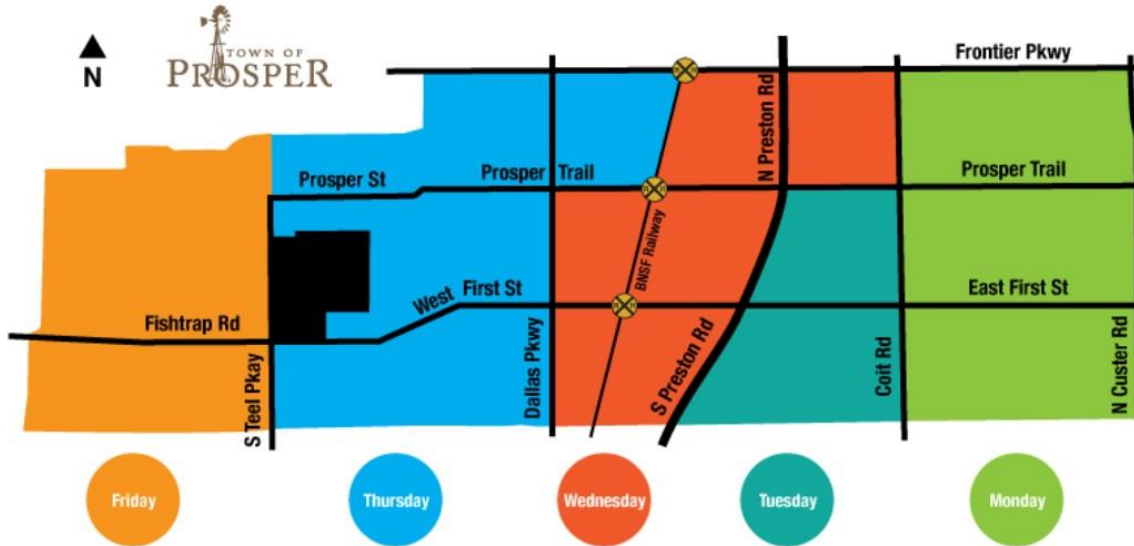 TOWN OF
PROSPER
N
Frontier Pkwy
N Preston Rd
Prosper St
Prosper Trail
Prosper Trail
BNSF Railway
West First St
East First St
Fishtrap Rd
S Teel Pkay
Dallas Pkwy
S Preston Rd
Coit Rd
N Custer Rd
Friday
Thursday
Wednesday
Tuesday
Monday